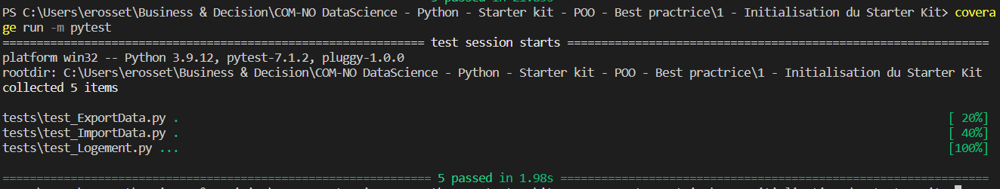 PS C:\Users\erosset\Business & Decision\COM-NO DataScience - Python - Starter kit - POO - Best practrice\1 - Initialisation du Starter Kit> covera
ge run -m pytest
============================================================== test session starts ==============================================================
platform win32 -- Python 3.9.12, pytest-7.1.2, pluggy-1.0.0
rootdir: C:\Users\erosset\Business & Decision\COM-NO DataScience - Python - Starter kit - POO - Best practrice\1 - Initialisation du Starter Kit
collected 5 items
tests\test_ExportData.py . [ 20%]
tests\test_ImportData.py . [ 40%]
tests\test_Logement.py ... [100%]
=============================================================== 5 passed in 1.98s ===============================================================